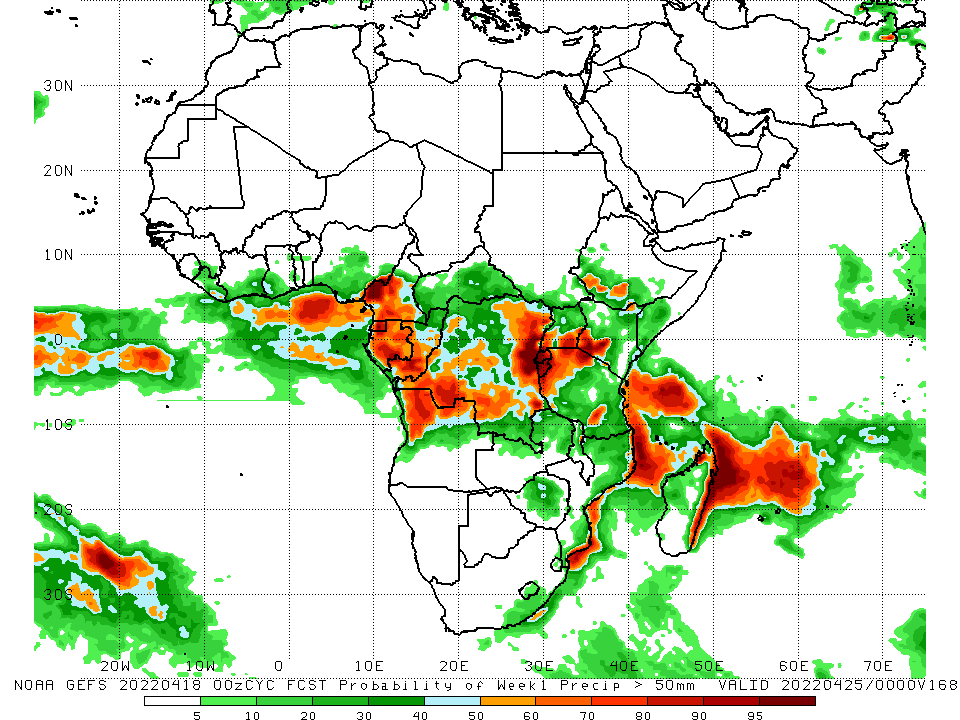 30N
20N
10N
0
10S
20S
30S
20W 10W 0 10E 20E 30E 40E 50E 60E 70E
NOAA GEFS 20220418 00zCYC FCST Probability of Week1 Precip > 50mm VALID 20220425/0000V168
5 10 20 30 40 50 60 70 80 90 95